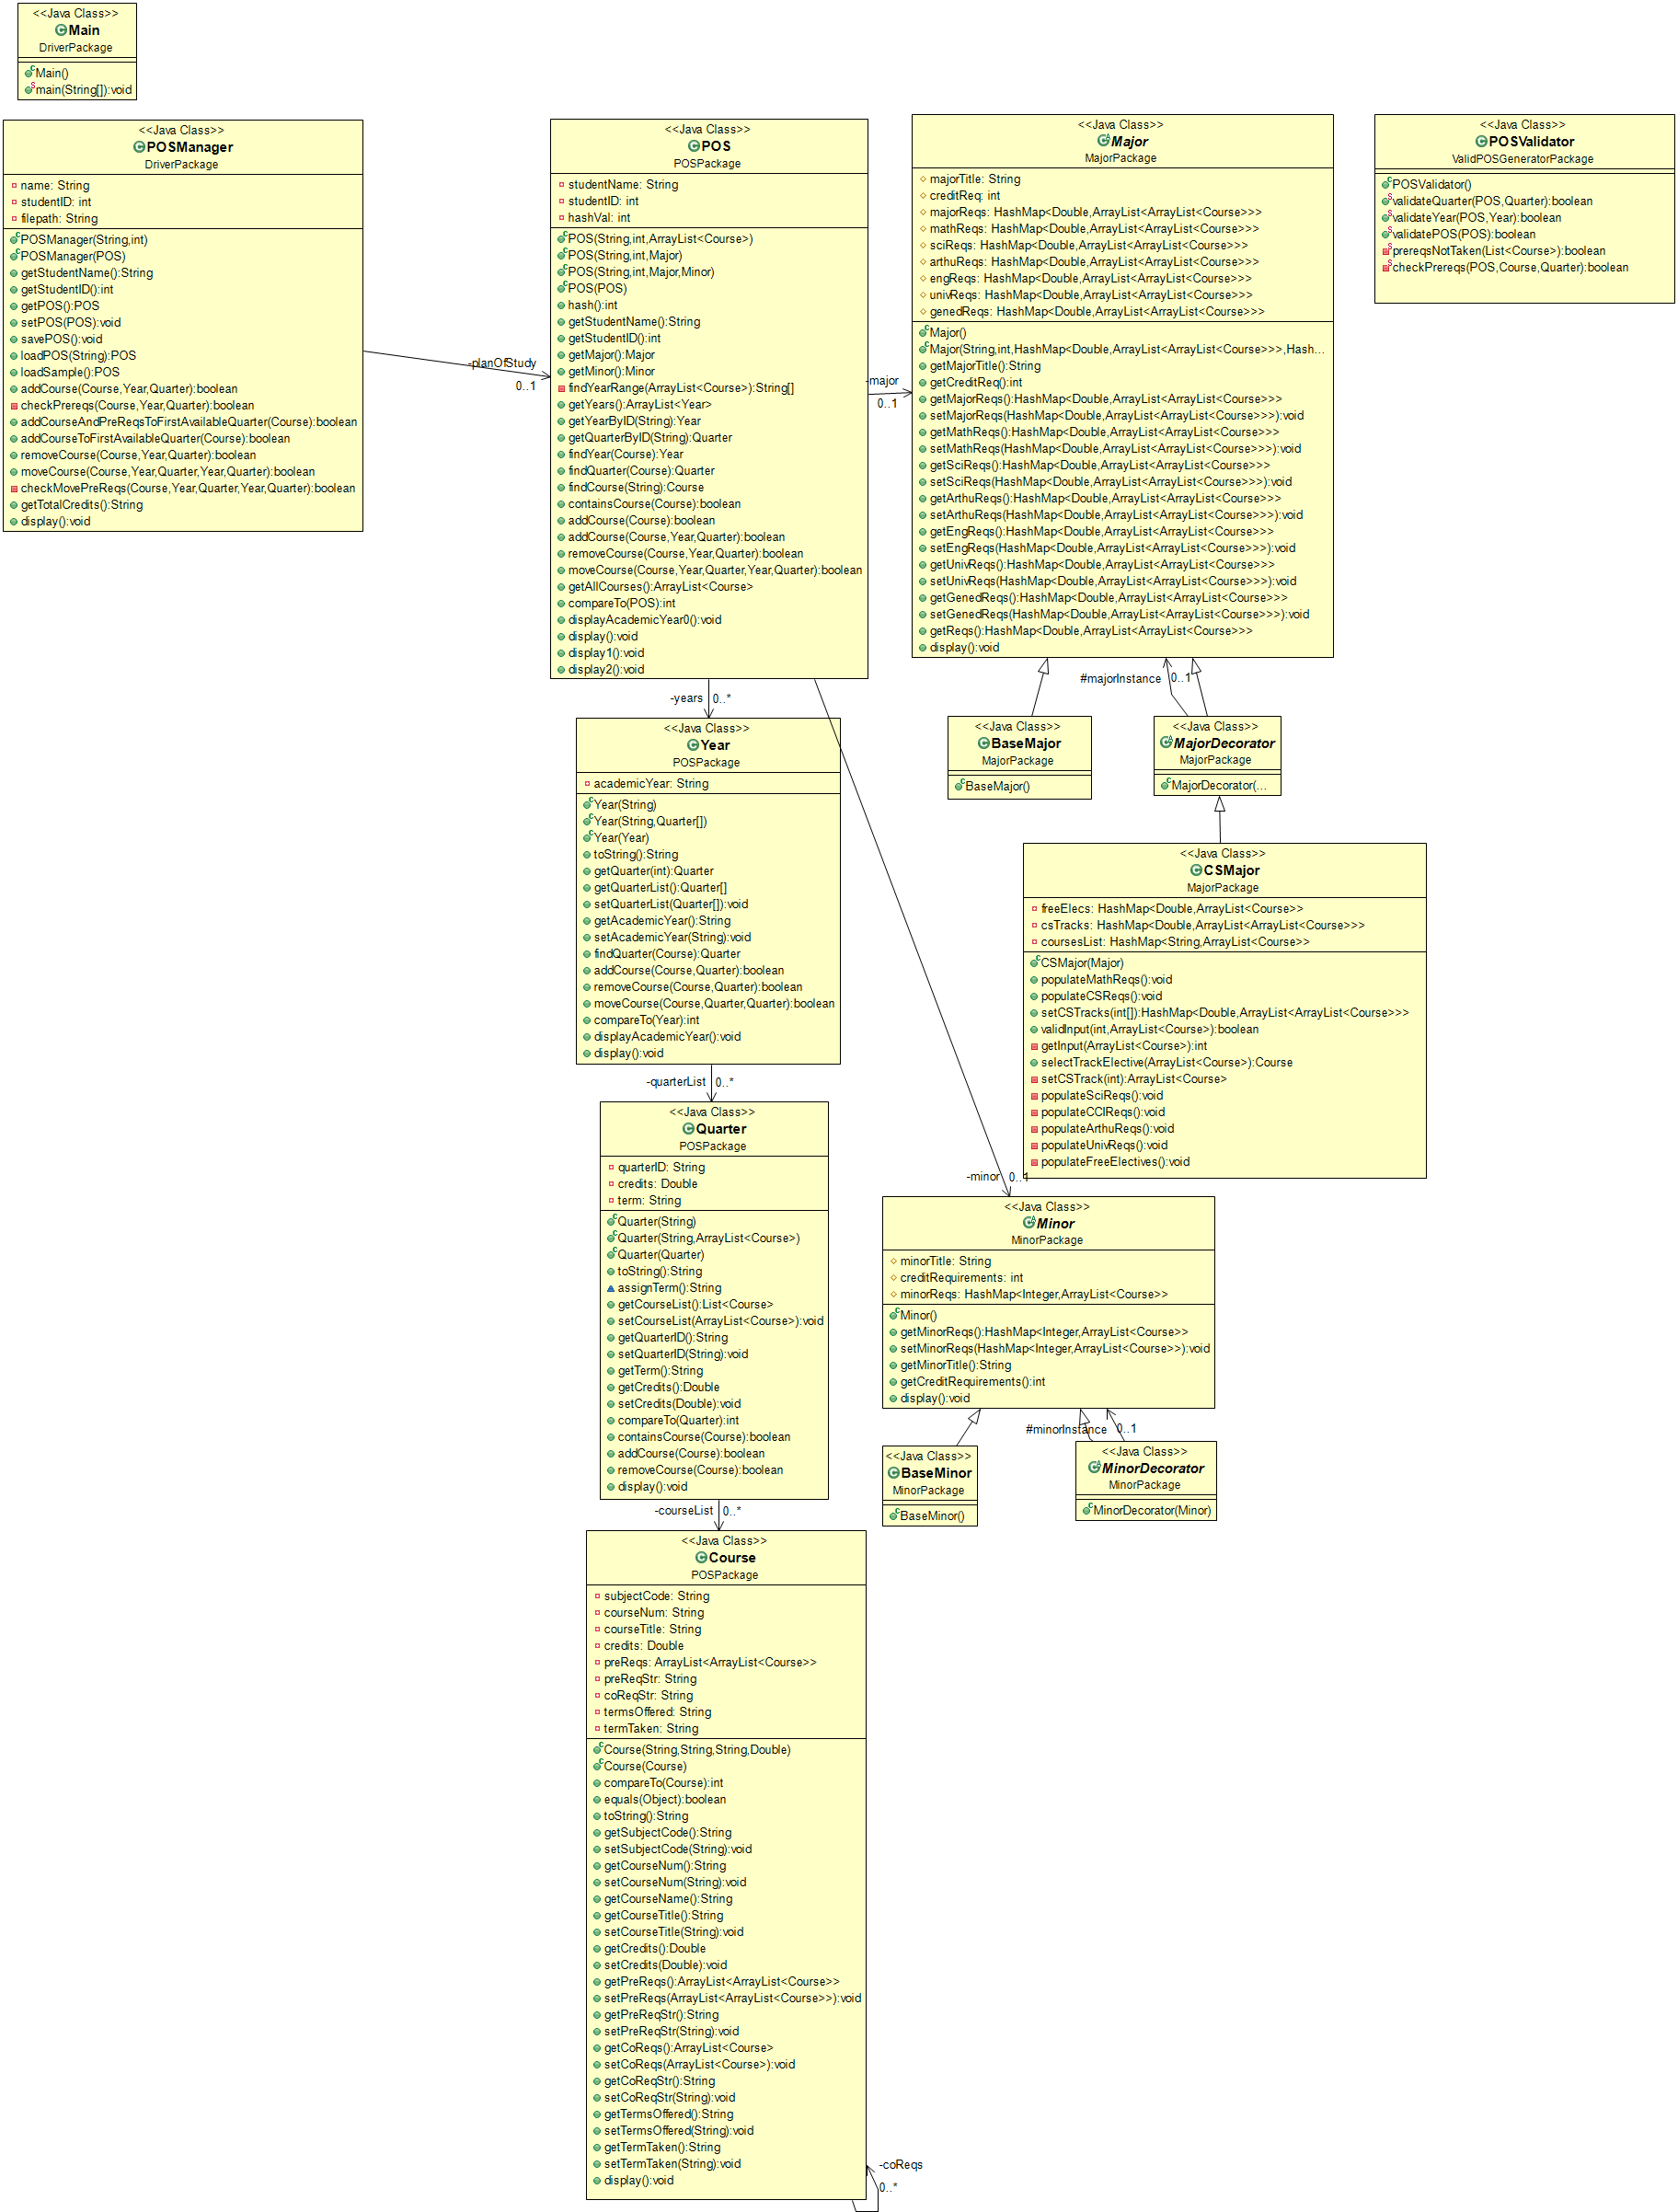 <<Java Class>>
Main
DriverPackage
Main()
main(String[]):void
<<Java Class>>
POSManager
DriverPackage
name: String
studentID: int
filepath: String
POSManager(String,int)
POSManager(POS)
getStudentName():String
getStudentID():int
getPOS():POS
setPOS(POS):void
savePOS():void
loadPOS(String):POS
loadSample():POS
addCourse(Course,Year,Quarter):boolean
checkPrereqs(Course,Year,Quarter):boolean
addCourseAndPreReqsToFirstAvailableQuarter(Course):boolean
addCourseToFirstAvailableQuarter(Course):boolean
removeCourse(Course,Year,Quarter):boolean
moveCourse(Course,Year,Quarter,Year,Quarter):boolean
checkMovePreReqs(Course,Year,Quarter,Year,Quarter):boolean
getTotalCredits():String
display():void
-planOfStudy
0..1
<<Java Class>>
POS
POSPackage
studentName: String
studentID: int
hashVal: int
POS(String,int,ArrayList<Course>)
POS(String,int,Major)
POS(String,int,Major,Minor)
POS(POS)
hash():int
getStudentName():String
getStudentID():int
getMajor():Major
getMinor():Minor
findYearRange(ArrayList<Course>):String[]
getYears():ArrayList<Year>
getYearByID(String):Year
getQuarterByID(String):Quarter
findYear(Course):Year
findQuarter(Course):Quarter
findCourse(String):Course
containsCourse(Course):boolean
addCourse(Course):boolean
addCourse(Course,Year,Quarter):boolean
removeCourse(Course,Year,Quarter):boolean
moveCourse(Course,Year,Quarter,Year,Quarter):boolean
getAllCourses():ArrayList<Course>
compareTo(POS):int
displayAcademicYear0():void
display():void
display1():void
display2():void
-major
0..1
<<Java Class>>
Major
MajorPackage
majorTitle: String
creditReq: int
majorReqs: HashMap<Double,ArrayList<ArrayList<Course>>>
mathReqs: HashMap<Double,ArrayList<ArrayList<Course>>>
sciReqs: HashMap<Double,ArrayList<ArrayList<Course>>>
arthuReqs: HashMap<Double,ArrayList<ArrayList<Course>>>
engReqs: HashMap<Double,ArrayList<ArrayList<Course>>>
univReqs: HashMap<Double,ArrayList<ArrayList<Course>>>
genedReqs: HashMap<Double,ArrayList<ArrayList<Course>>>
Major()
Major(String,int,HashMap<Double,ArrayList<ArrayList<Course>>>,Hash...
getMajorTitle():String
getCreditReq():int
getMajorReqs():HashMap<Double,ArrayList<ArrayList<Course>>>
setMajorReqs(HashMap<Double,ArrayList<ArrayList<Course>>>):void
getMathReqs():HashMap<Double,ArrayList<ArrayList<Course>>>
setMathReqs(HashMap<Double,ArrayList<ArrayList<Course>>>):void
getSciReqs():HashMap<Double,ArrayList<ArrayList<Course>>>
setSciReqs(HashMap<Double,ArrayList<ArrayList<Course>>>):void
getArthuReqs():HashMap<Double,ArrayList<ArrayList<Course>>>
setArthuReqs(HashMap<Double,ArrayList<ArrayList<Course>>>):void
getEngReqs():HashMap<Double,ArrayList<ArrayList<Course>>>
setEngReqs(HashMap<Double,ArrayList<ArrayList<Course>>>):void
getUnivReqs():HashMap<Double,ArrayList<ArrayList<Course>>>
setUnivReqs(HashMap<Double,ArrayList<ArrayList<Course>>>):void
getGenedReqs():HashMap<Double,ArrayList<ArrayList<Course>>>
setGenedReqs(HashMap<Double,ArrayList<ArrayList<Course>>>):void
getReqs():HashMap<Double,ArrayList<ArrayList<Course>>>
display():void
<<Java Class>>
POSValidator
ValidPOSGeneratorPackage
POSValidator()
validateQuarter(POS,Quarter):boolean
validateYear(POS,Year):boolean
validatePOS(POS):boolean
prereqsNotTaken(List<Course>):boolean
checkPrereqs(POS,Course,Quarter):boolean
#majorInstance
0..1
<<Java Class>>
BaseMajor
MajorPackage
BaseMajor()
<<Java Class>>
MajorDecorator
MajorPackage
MajorDecorator(...
-years
0..*
<<Java Class>>
Year
POSPackage
academicYear: String
Year(String)
Year(String,Quarter[])
Year(Year)
toString():String
getQuarter(int):Quarter
getQuarterList():Quarter[]
setQuarterList(Quarter[]):void
getAcademicYear():String
setAcademicYear(String):void
findQuarter(Course):Quarter
addCourse(Course,Quarter):boolean
removeCourse(Course,Quarter):boolean
moveCourse(Course,Quarter,Quarter):boolean
compareTo(Year):int
displayAcademicYear():void
display():void
<<Java Class>>
CSMajor
MajorPackage
freeElecs: HashMap<Double,ArrayList<Course>>
csTracks: HashMap<Double,ArrayList<ArrayList<Course>>>
coursesList: HashMap<String,ArrayList<Course>>
CSMajor(Major)
populateMathReqs():void
populateCSReqs():void
setCSTracks(int[]):HashMap<Double,ArrayList<ArrayList<Course>>>
validInput(int,ArrayList<Course>):boolean
getInput(ArrayList<Course>):int
selectTrackElective(ArrayList<Course>):Course
setCSTrack(int):ArrayList<Course>
populateSciReqs():void
populateCCIReqs():void
populateArthuReqs():void
populateUnivReqs():void
populateFreeElectives():void
-quarterList
0..*
<<Java Class>>
Quarter
POSPackage
quarterID: String
credits: Double
term: String
Quarter(String)
Quarter(String,ArrayList<Course>)
Quarter(Quarter)
toString():String
assignTerm():String
getCourseList():List<Course>
setCourseList(ArrayList<Course>):void
getQuarterID():String
setQuarterID(String):void
getTerm():String
getCredits():Double
setCredits(Double):void
compareTo(Quarter):int
containsCourse(Course):boolean
addCourse(Course):boolean
removeCourse(Course):boolean
display():void
-minor
0..1
<<Java Class>>
Minor
MinorPackage
minorTitle: String
creditRequirements: int
minorReqs: HashMap<Integer,ArrayList<Course>>
Minor()
getMinorReqs():HashMap<Integer,ArrayList<Course>>
setMinorReqs(HashMap<Integer,ArrayList<Course>>):void
getMinorTitle():String
getCreditRequirements():int
display():void
#minorInstance
0..1
<<Java Class>>
BaseMinor
MinorPackage
BaseMinor()
<<Java Class>>
MinorDecorator
MinorPackage
MinorDecorator(Minor)
-courseList
0..*
<<Java Class>>
Course
POSPackage
subjectCode: String
courseNum: String
courseTitle: String
credits: Double
preReqs: ArrayList<ArrayList<Course>>
preReqStr: String
coReqStr: String
termsOffered: String
termTaken: String
Course(String,String,String,Double)
Course(Course)
compareTo(Course):int
equals(Object):boolean
toString():String
getSubjectCode():String
setSubjectCode(String):void
getCourseNum():String
setCourseNum(String):void
getCourseName():String
getCourseTitle():String
setCourseTitle(String):void
getCredits():Double
setCredits(Double):void
getPreReqs():ArrayList<ArrayList<Course>>
setPreReqs(ArrayList<ArrayList<Course>>):void
getPreReqStr():String
setPreReqStr(String):void
getCoReqs():ArrayList<Course>
setCoReqs(ArrayList<Course>):void
getCoReqStr():String
setCoReqStr(String):void
getTermsOffered():String
setTermsOffered(String):void
getTermTaken():String
setTermTaken(String):void
display():void
-coReqs
0..*